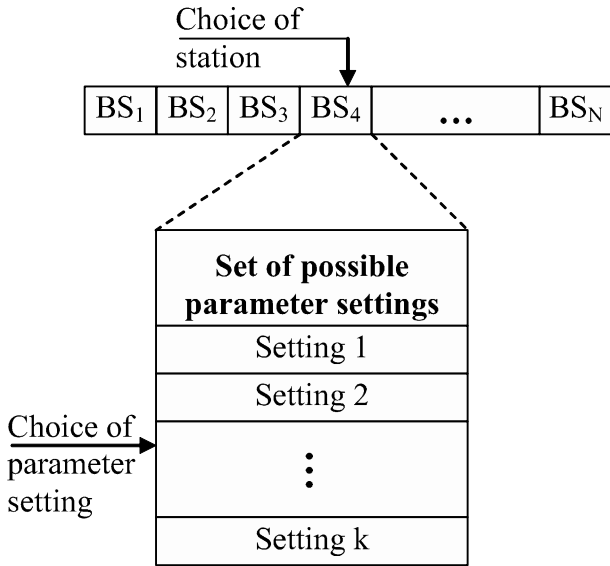 Choice of
station
BS₁ BS₂ BS₃ BS₄ ... BS_N
Set of possible
parameter settings
Setting 1
Setting 2
Choice of
parameter
setting
⋮
Setting k